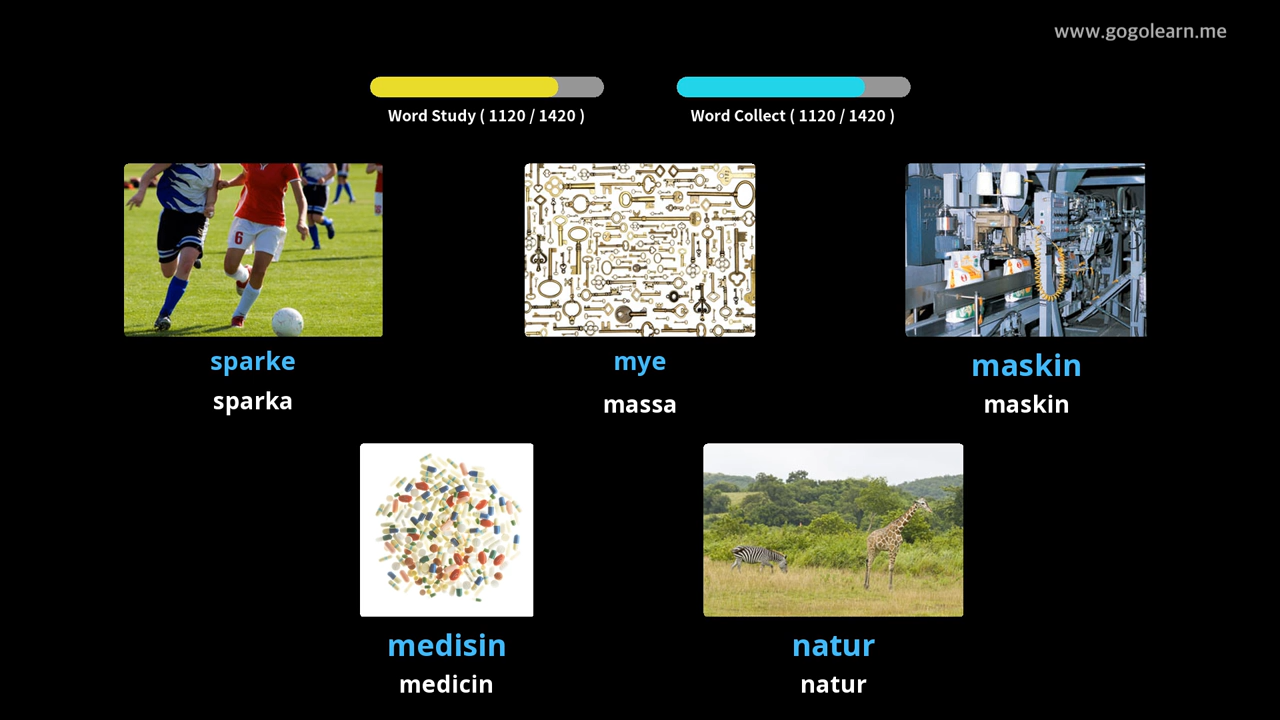 www.gogolearn.me
Word Study ( 1120 / 1420 )
Word Collect ( 1120 / 1420 )
6
sparke
sparka
mye
massa
maskin
maskin
medisin
medicin
natur
natur